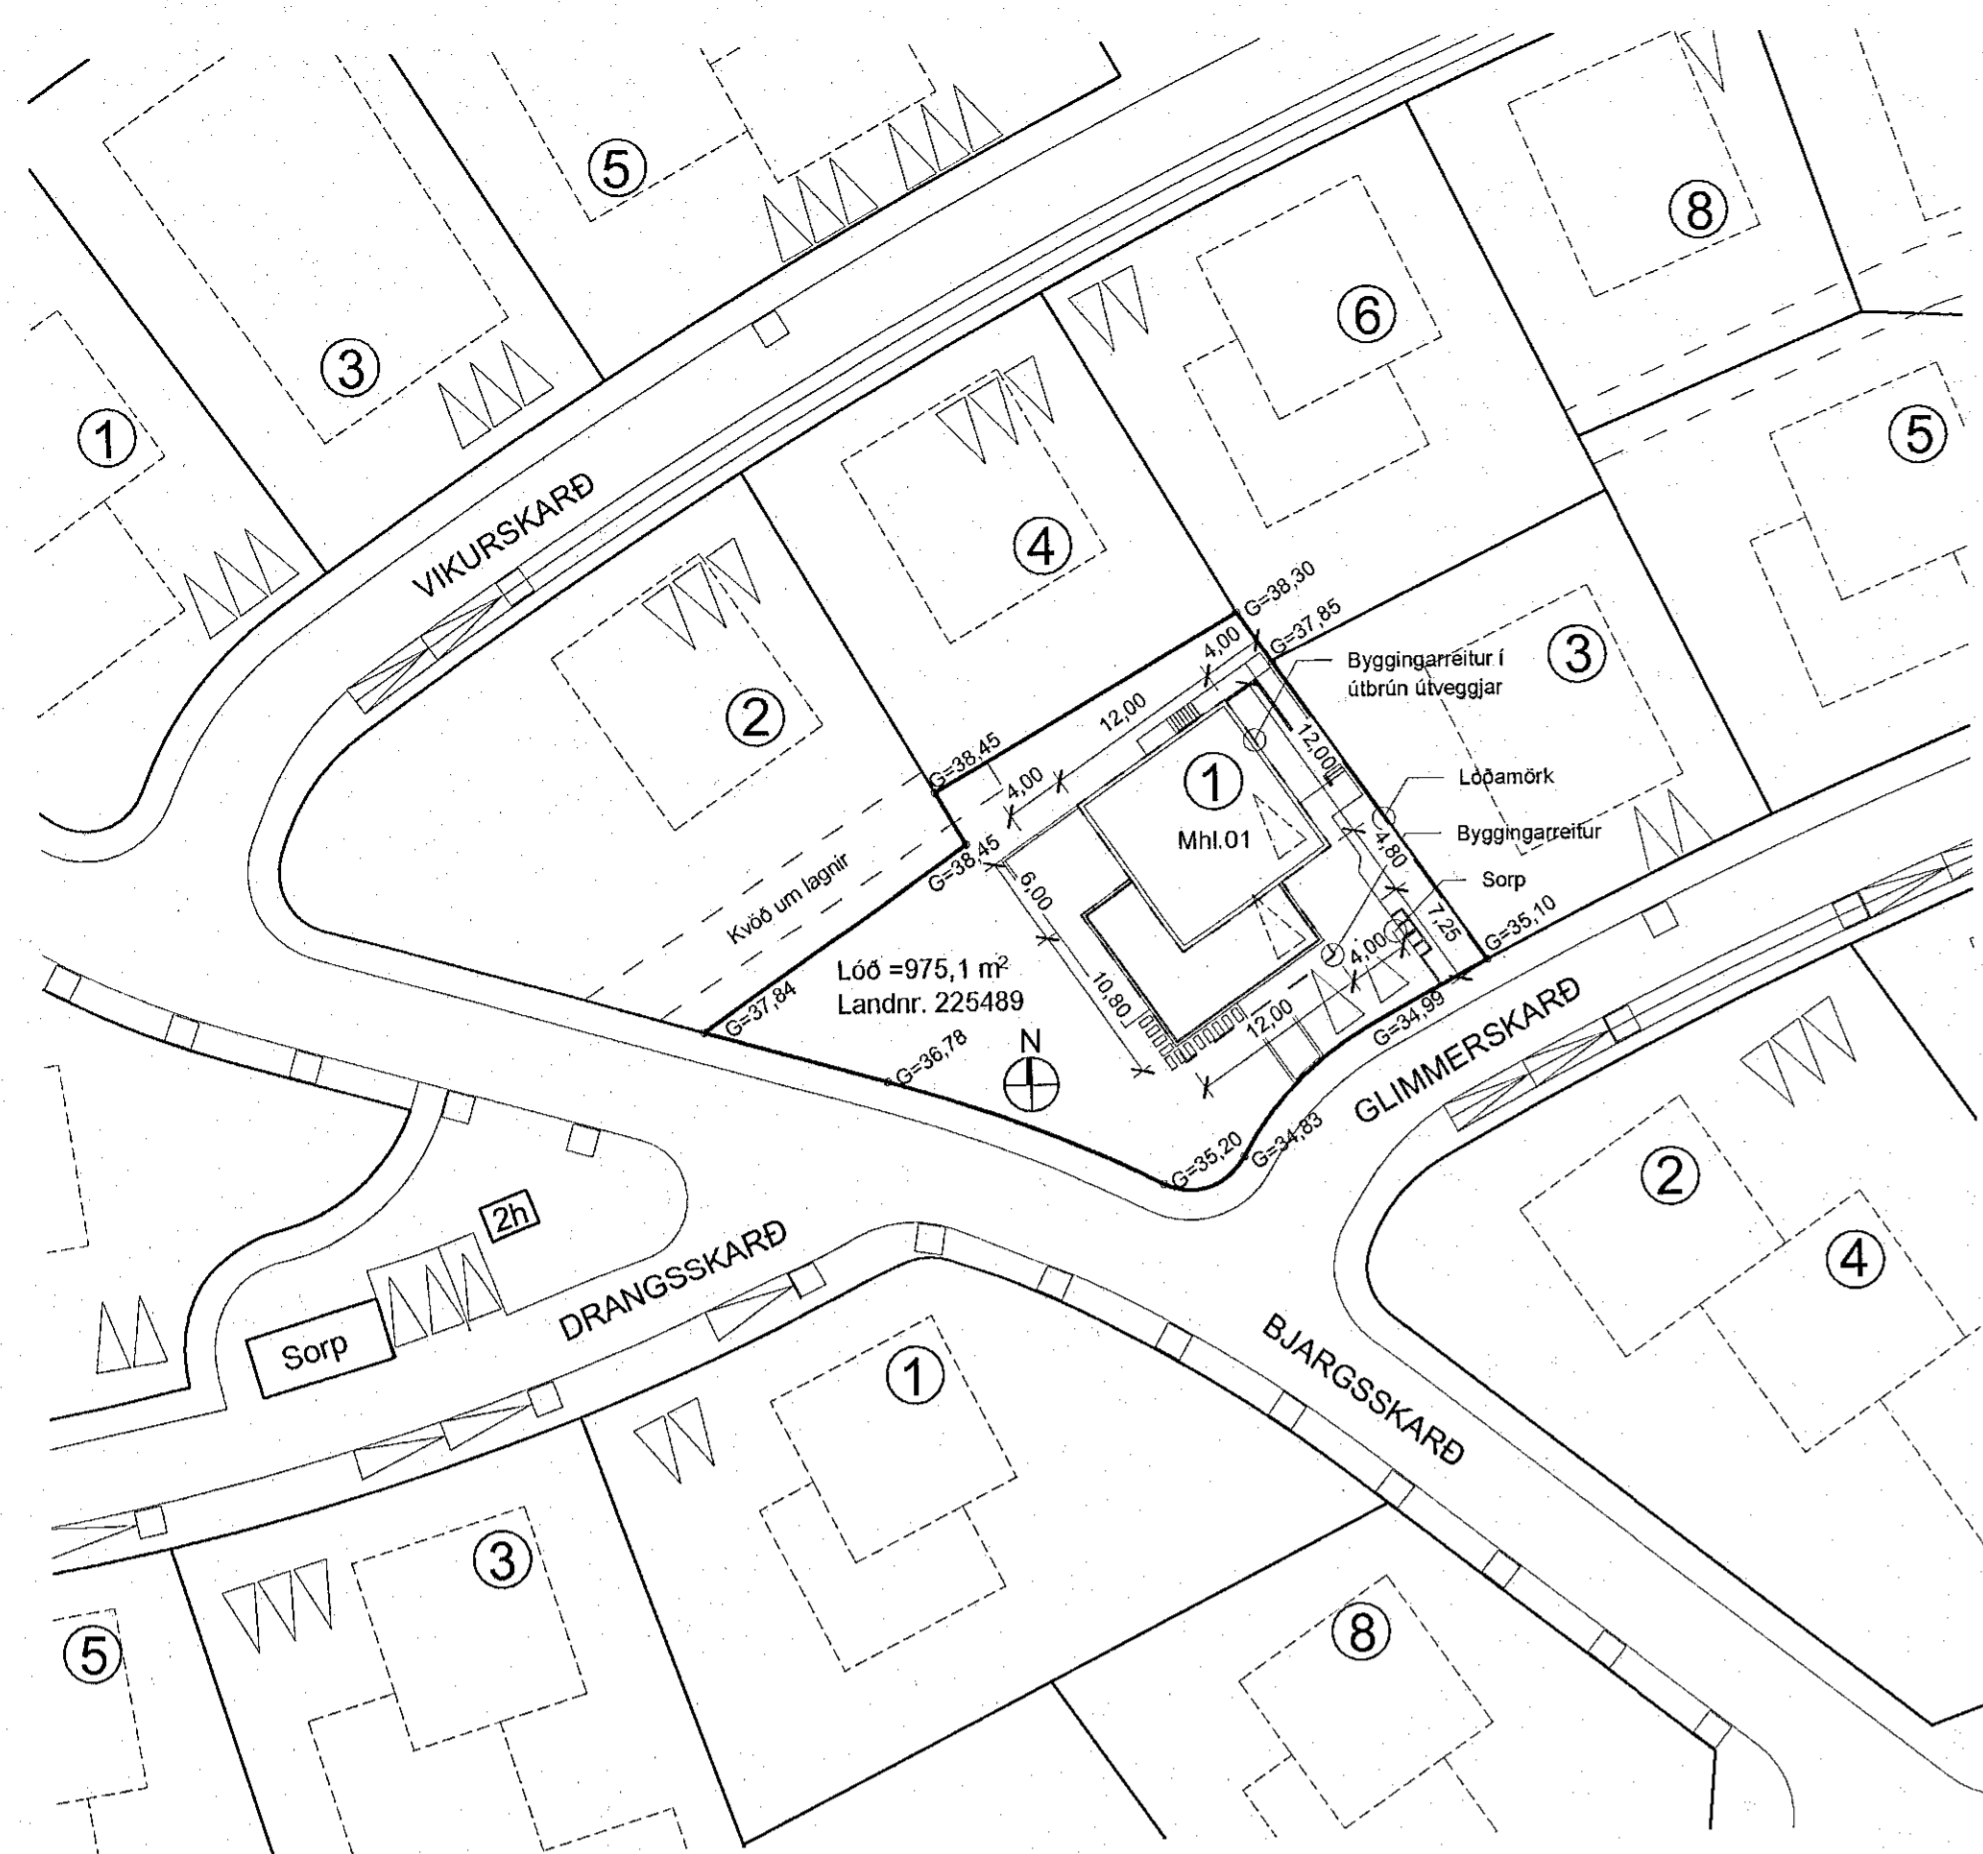 5
8
6
3
1
5
VIKURSKARÐ
4
2
G=38,30
G=37,85
4,00
Byggingarreitur í
útbrún útveggjar
3
12,00
G=38,45
4,00
12,00
1
Mhl.01
Lóðamörk
Byggingarreitur
4,80
Sorp
G=38,45
6,00
Kvöð um lagnir
7,25
G=35,10
4,00
Lóð =975,1 m²
Landnr. 225489
10,80
12,00
G=34,99
G=37,84
G=36,78
N
GLIMMERSKARÐ
G=34,83
G=35,20
2
4
2h
DRANGSSKARÐ
Sorp
BJARGSSKARÐ
1
3
5
8